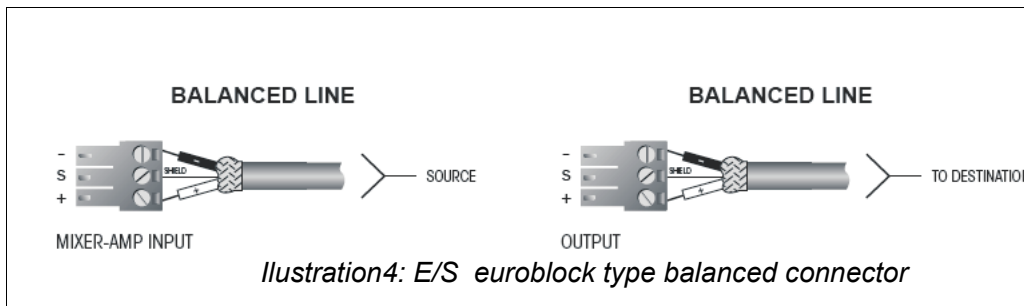 BALANCED LINE
- 
S
+
SHIELD
-
+
SOURCE
MIXER-AMP INPUT
BALANCED LINE
-
S
+
SHIELD
-
+
TO DESTINATION
OUTPUT
Ilustration4: E/S euroblock type balanced connector